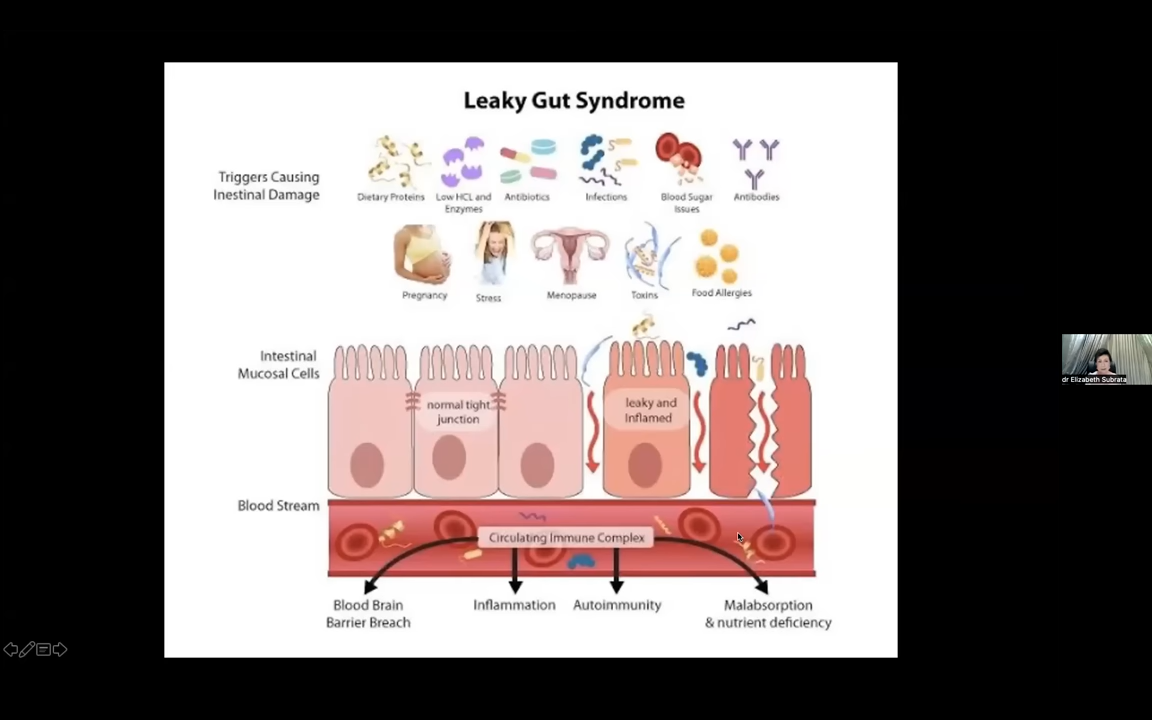 Leaky Gut Syndrome
Triggers Causing
Inestinal Damage
Dietary Proteins
Low HCL and
Enzymes
Antibiotics
Infections
Blood Sugar
Issues
Antibodies
Pregnancy
Stress
Menopause
Toxins
Food Allergies
Intestinal
Mucosal Cells
normal tight
junction
leaky and
Inflamed
dr Elizabeth Subrata
Blood Stream
Circulating Immune Complex
Blood Brain
Barrier Breach
Inflammation
Autoimmunity
Malabsorption
& nutrient deficiency